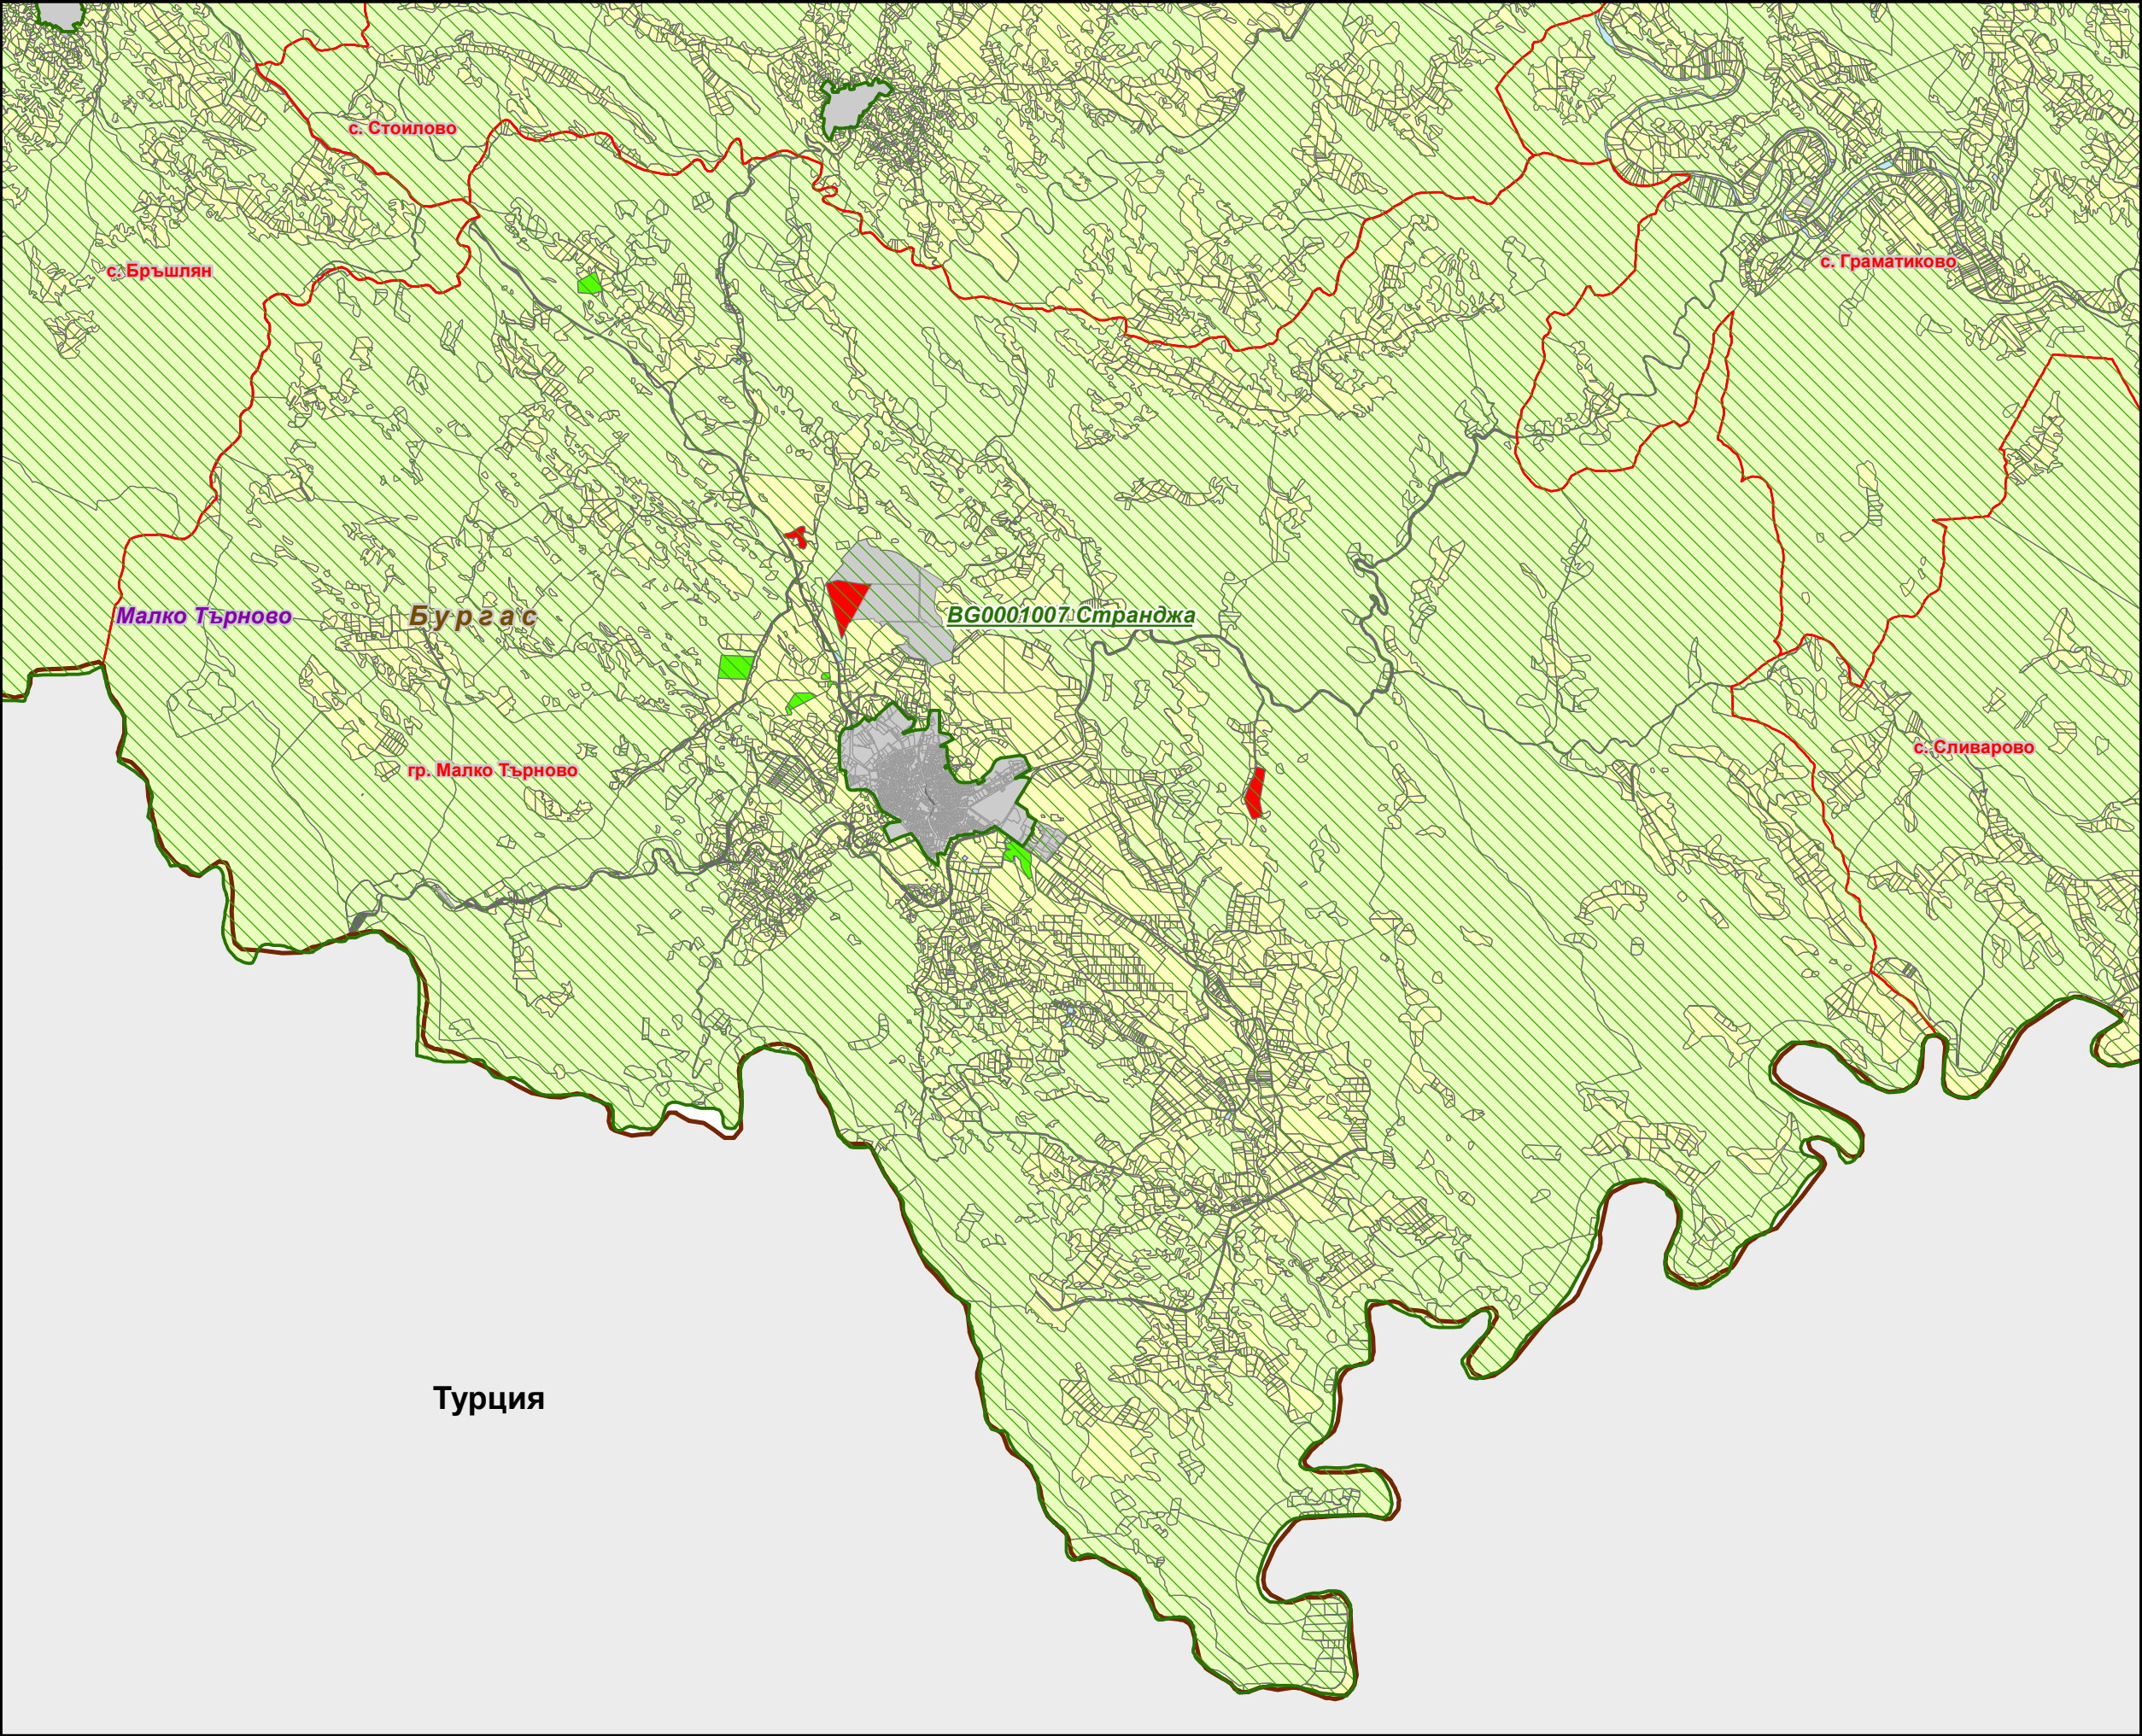 с. Стоилово
с. Бръшлян
с. Граматиково
Малко Търново
Бургас
BG0001007 Странджа
с. Сливарово
гр. Малко Търново
Турция